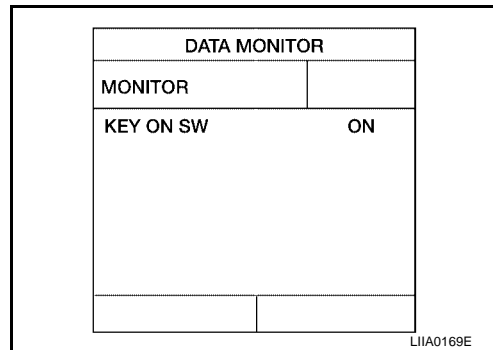 DATA MONITOR
MONITOR
KEY ON SW ON
LIIA0169E